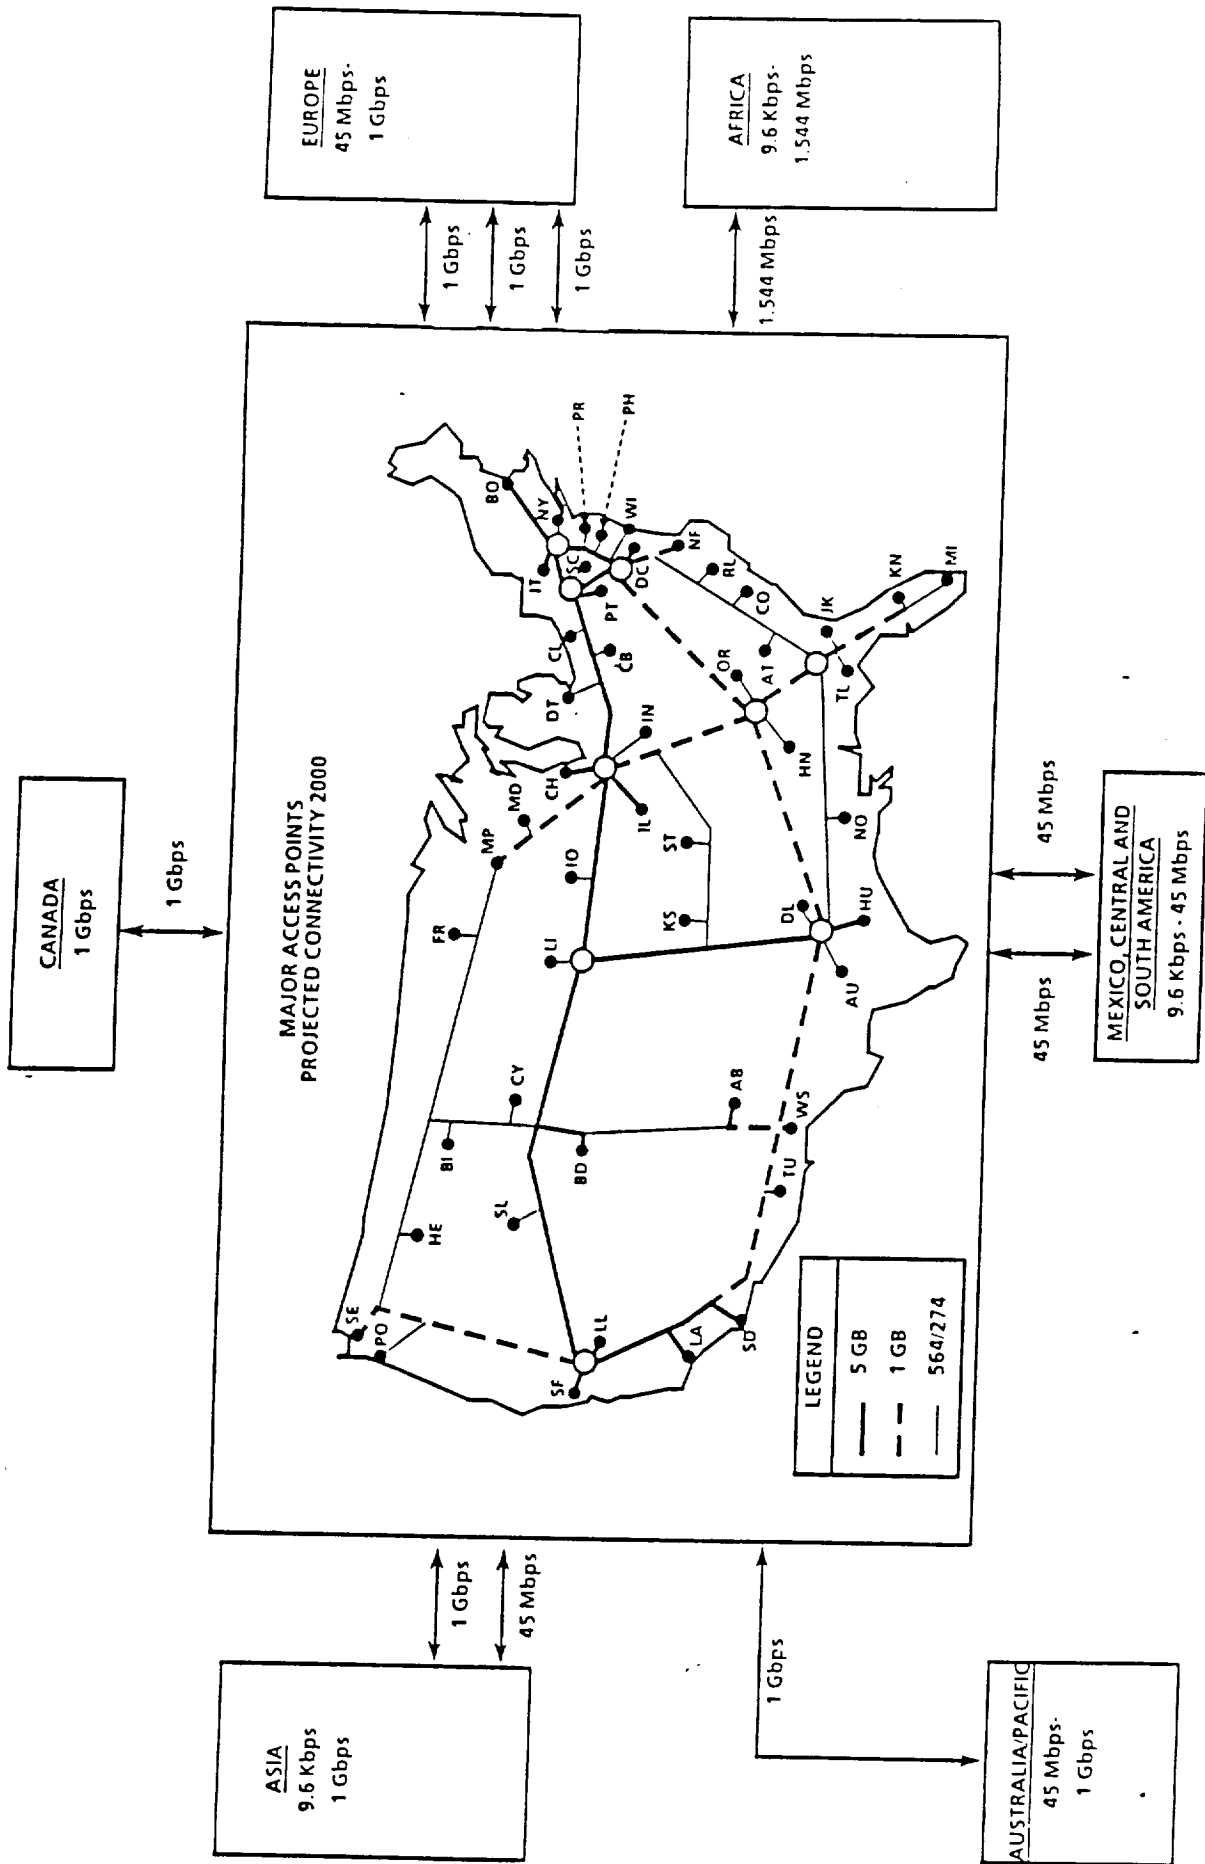 CANADA
1 Gbps
1 Gbps
ASIA
9.6 Kbps
1 Gbps
1 Gbps
45 Mbps
EUROPE
45 Mbps-
1 Gbps
1 Gbps
1 Gbps
1 Gbps
AFRICA
9.6 Kbps-
1.544 Mbps
1.544 Mbps
AUSTRALIA/PACIFIC
45 Mbps-
1 Gbps
1 Gbps
MEXICO, CENTRAL AND
SOUTH AMERICA
9.6 Kbps - 45 Mbps
45 Mbps
45 Mbps
MAJOR ACCESS POINTS
PROJECTED CONNECTIVITY 2000
SE
PO
HE
BI
FR
MP
MD
CH
DT
CL
IT
BO
NY
SC
PR
PH
WI
DC
NF
PT
CB
IN
IL
IO
LI
CY
SL
BD
SF
LL
LA
SD
TU
WS
AB
KS
ST
DL
AU
HU
NO
HN
OR
AT
CO
RL
JK
TL
KN
MI
LEGEND
5 GB
1 GB
564/274